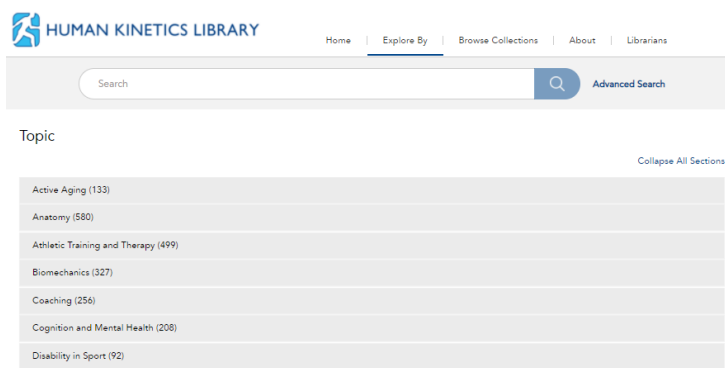 HUMAN KINETICS LIBRARY
Home | Explore By | Browse Collections | About | Librarians
Search
Advanced Search
Topic
Collapse All Sections
Active Aging (133)
Anatomy (580)
Athletic Training and Therapy (499)
Biomechanics (327)
Coaching (256)
Cognition and Mental Health (208)
Disability in Sport (92)